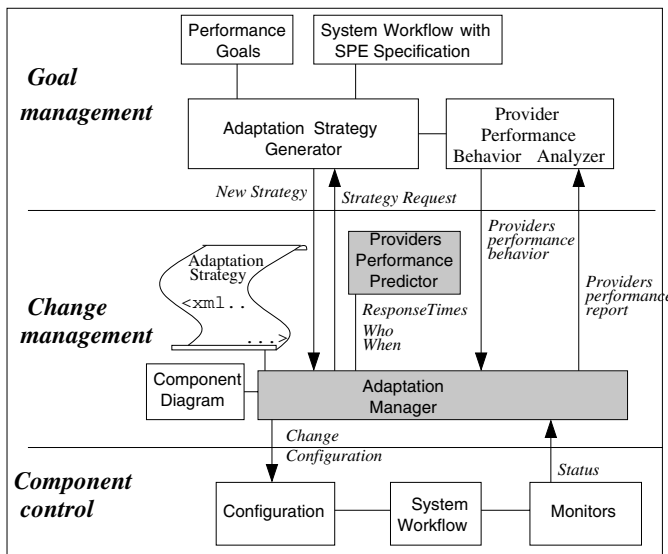 Performance
Goals
System Workflow with
SPE Specification
Goal
management
Adaptation Strategy
Generator
Provider
Performance
Behavior Analyzer
New Strategy
Strategy Request
Adaptation
Strategy
<xml..
...>
Providers
Performance
Predictor
Providers
performance
behavior
Providers
performance
report
Change
management
ResponseTimes
Who
When
Component
Diagram
Adaptation
Manager
Change
Configuration
Status
Component
control
Configuration
System
Workflow
Monitors